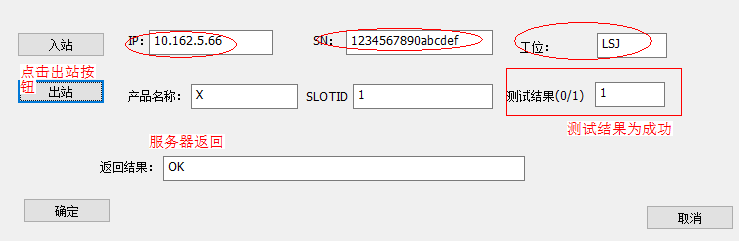 入站
IP:
10.162.5.66
SN:
1234567890abcdef
工位:
LSJ
点击出站按
钮
出站
产品名称:
X
SLOTID
1
测试结果(0/1)
1
测试结果为成功
服务器返回
返回结果:
OK
确定
取消